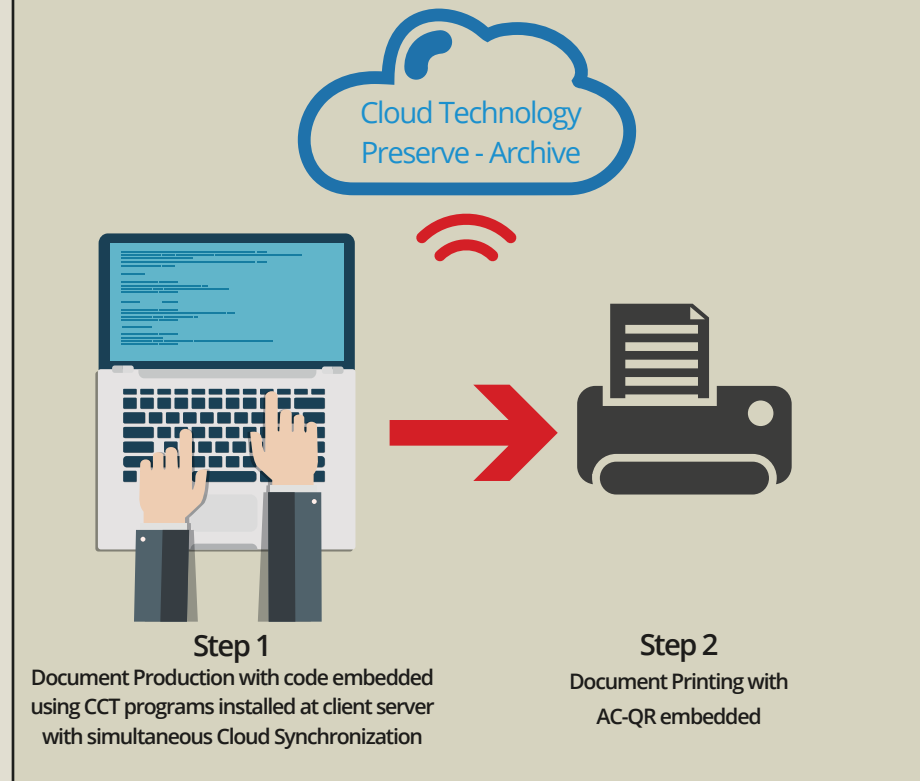 Cloud Technology
Preserve - Archive
Step 1
Document Production with code embedded
using CCT programs installed at client server
with simultaneous Cloud Synchronization
Step 2
Document Printing with
AC-QR embedded